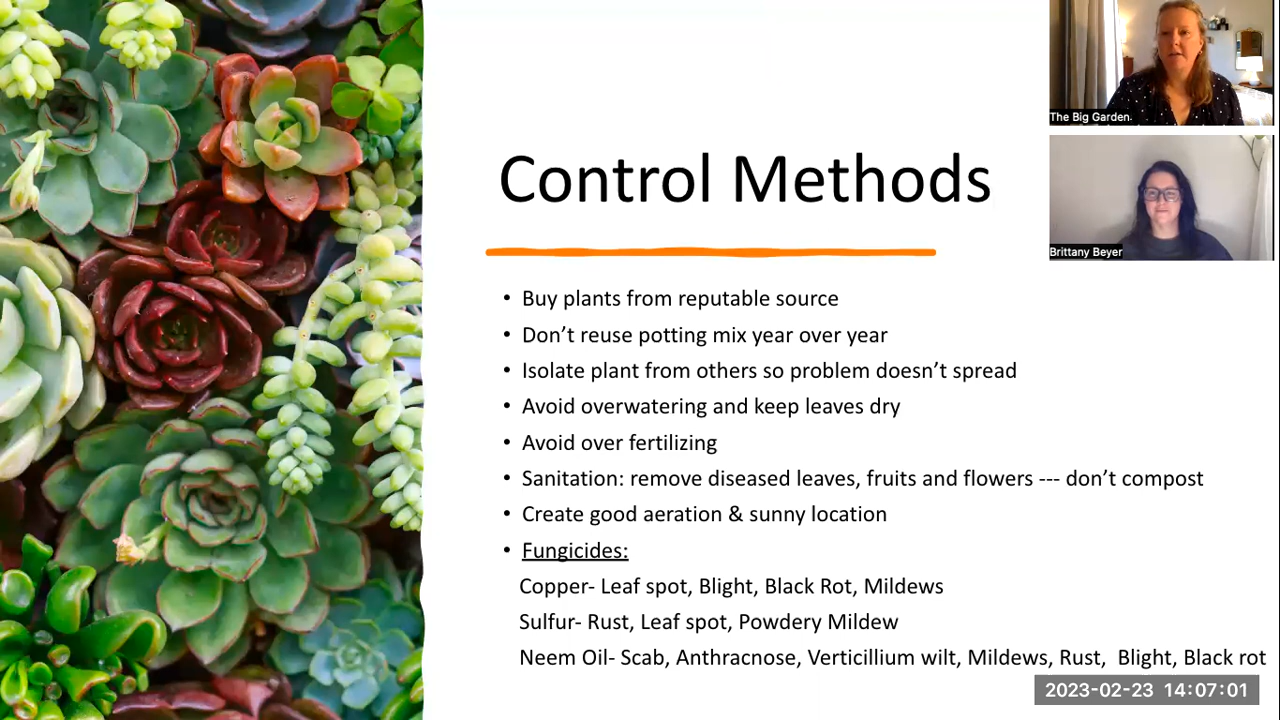 The Big Garden
Control Methods
Brittany Beyer
• Buy plants from reputable source
• Don’t reuse potting mix year over year
• Isolate plant from others so problem doesn’t spread
• Avoid overwatering and keep leaves dry
• Avoid over fertilizing
• Sanitation: remove diseased leaves, fruits and flowers --- don’t compost
• Create good aeration & sunny location
• Fungicides:
Copper- Leaf spot, Blight, Black Rot, Mildews
Sulfur- Rust, Leaf spot, Powdery Mildew
Neem Oil- Scab, Anthracnose, Verticillium wilt, Mildews, Rust, Blight, Black rot
2023-02-23 14:07:01